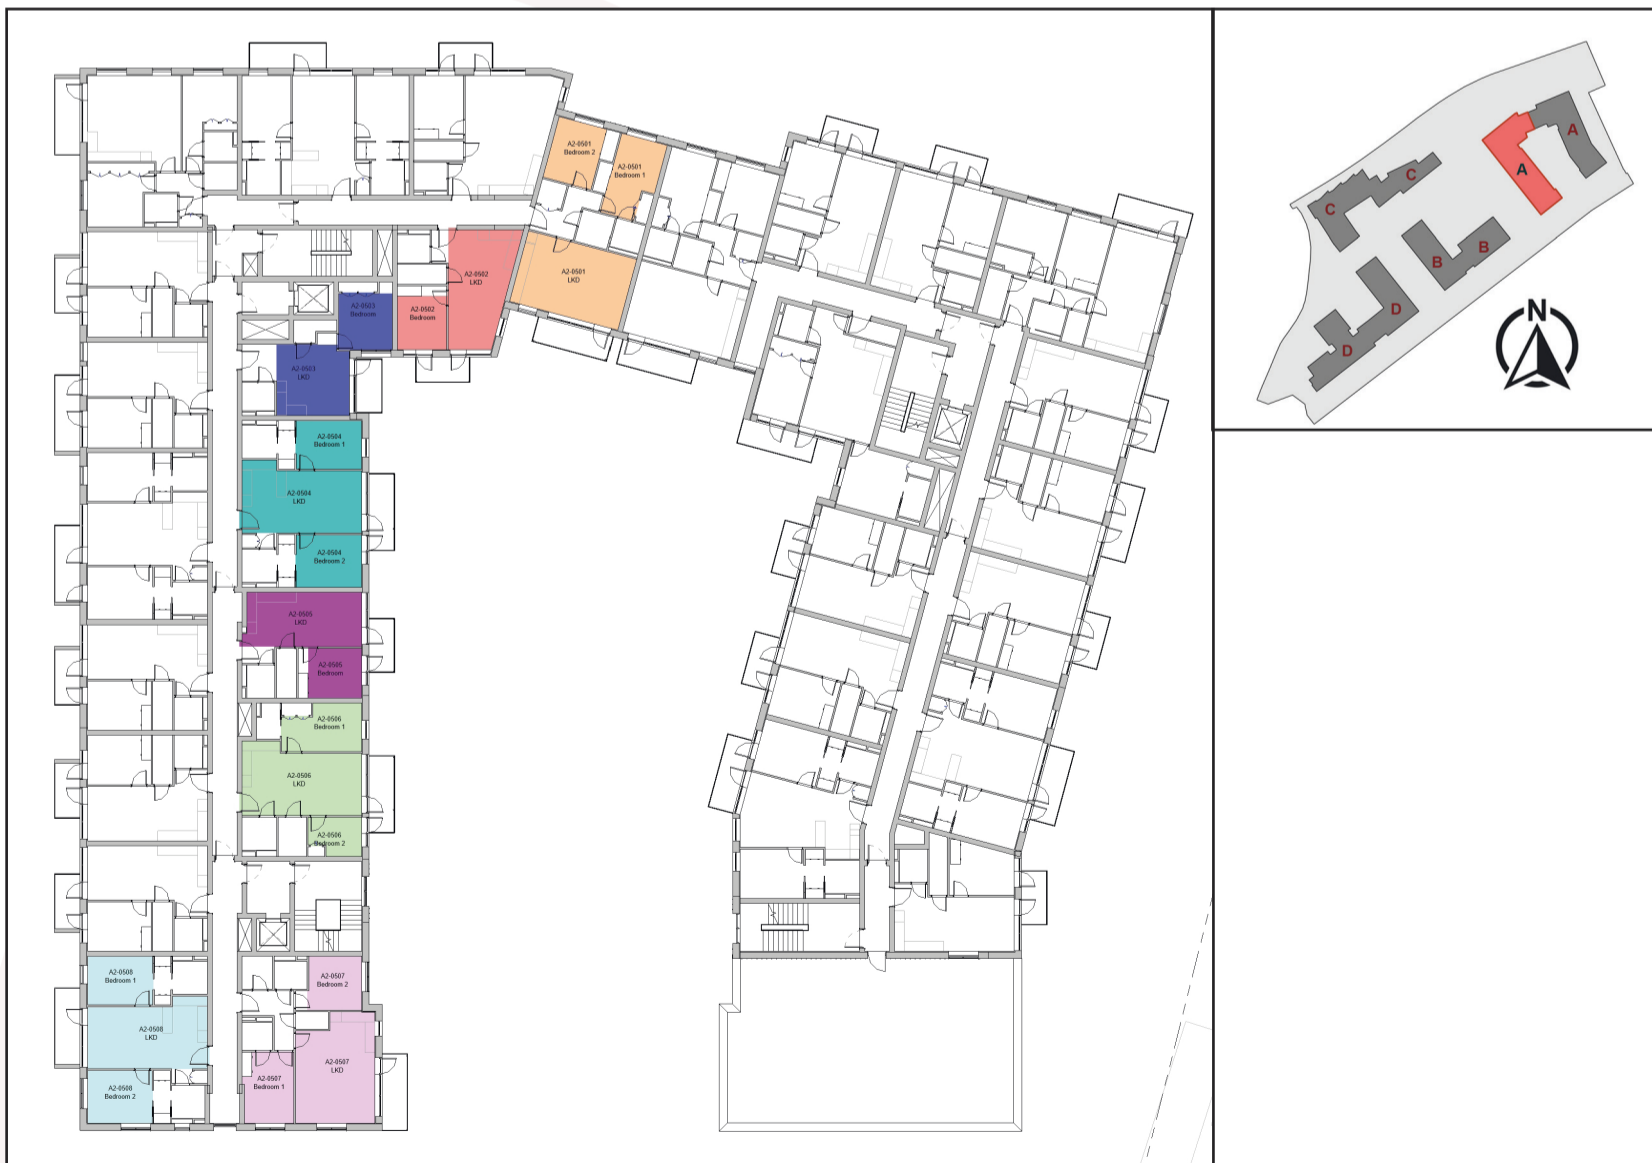 A2-0501
Bedroom 2
A2-0501
Bedroom 1
A2-0501
LKD
A2-0502
LKD
A2-0502
Bedroom
A2-0503
Bedroom
A2-0503
LKD
A2-0504
Bedroom 1
A2-0504
LKD
A2-0504
Bedroom 2
A2-0505
LKD
A2-0505
Bedroom
A2-0506
Bedroom 1
A2-0506
LKD
A2-0506
Bedroom 2
A2-0508
Bedroom 1
A2-0508
LKD
A2-0508
Bedroom 2
A2-0507
Bedroom 2
A2-0507
LKD
A2-0507
Bedroom 1
A
A
C
C
B
B
D
D
N